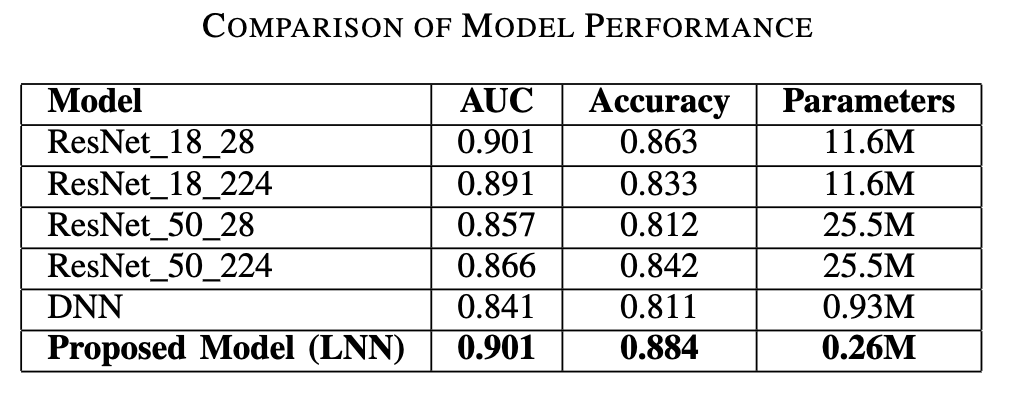 COMPARISON OF MODEL PERFORMANCE
Model AUC Accuracy Parameters
ResNet_18_28 0.901 0.863 11.6M
ResNet_18_224 0.891 0.833 11.6M
ResNet_50_28 0.857 0.812 25.5M
ResNet_50_224 0.866 0.842 25.5M
DNN 0.841 0.811 0.93M
Proposed Model (LNN) 0.901 0.884 0.26M